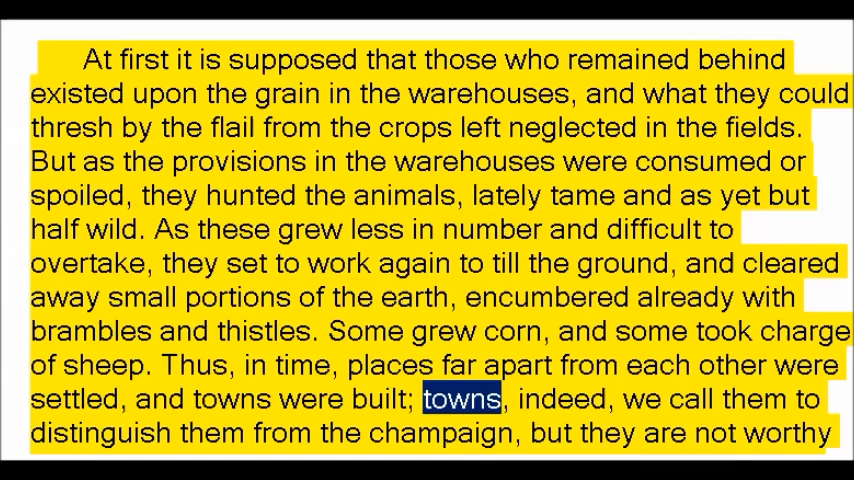 At first it is supposed that those who remained behind
existed upon the grain in the warehouses, and what they could
thresh by the flail from the crops left neglected in the fields.
But as the provisions in the warehouses were consumed or
spoiled, they hunted the animals, lately tame and as yet but
half wild. As these grew less in number and difficult to
overtake, they set to work again to till the ground, and cleared
away small portions of the earth, encumbered already with
brambles and thistles. Some grew corn, and some took charge
of sheep. Thus, in time, places far apart from each other were
settled, and towns were built; towns, indeed, we call them to
distinguish them from the champaign, but they are not worthy